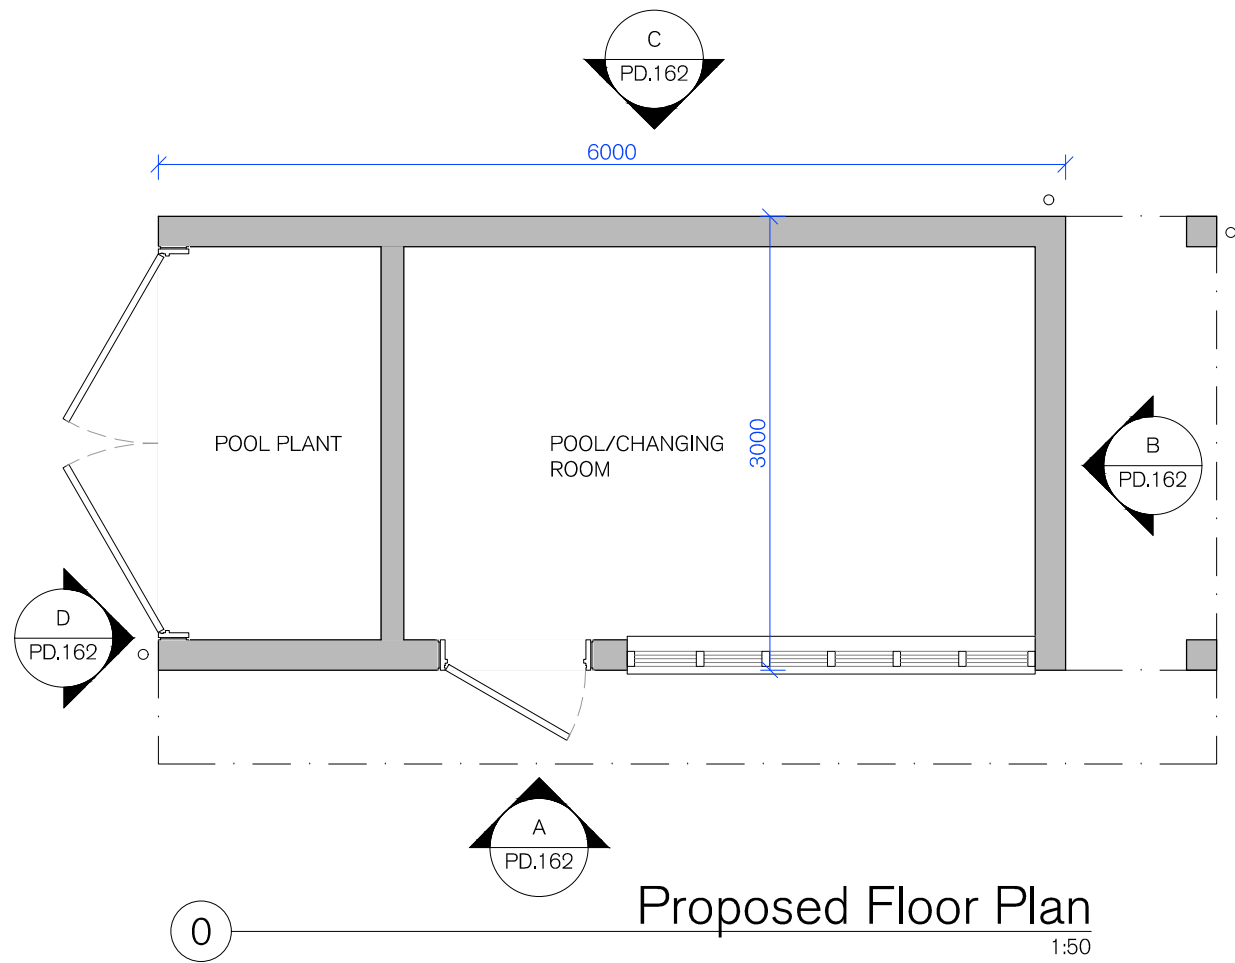 C
PD.162
6000
POOL PLANT
POOL/CHANGING
ROOM
3000
B
PD.162
D
PD.162
A
PD.162
0
Proposed Floor Plan
1:50